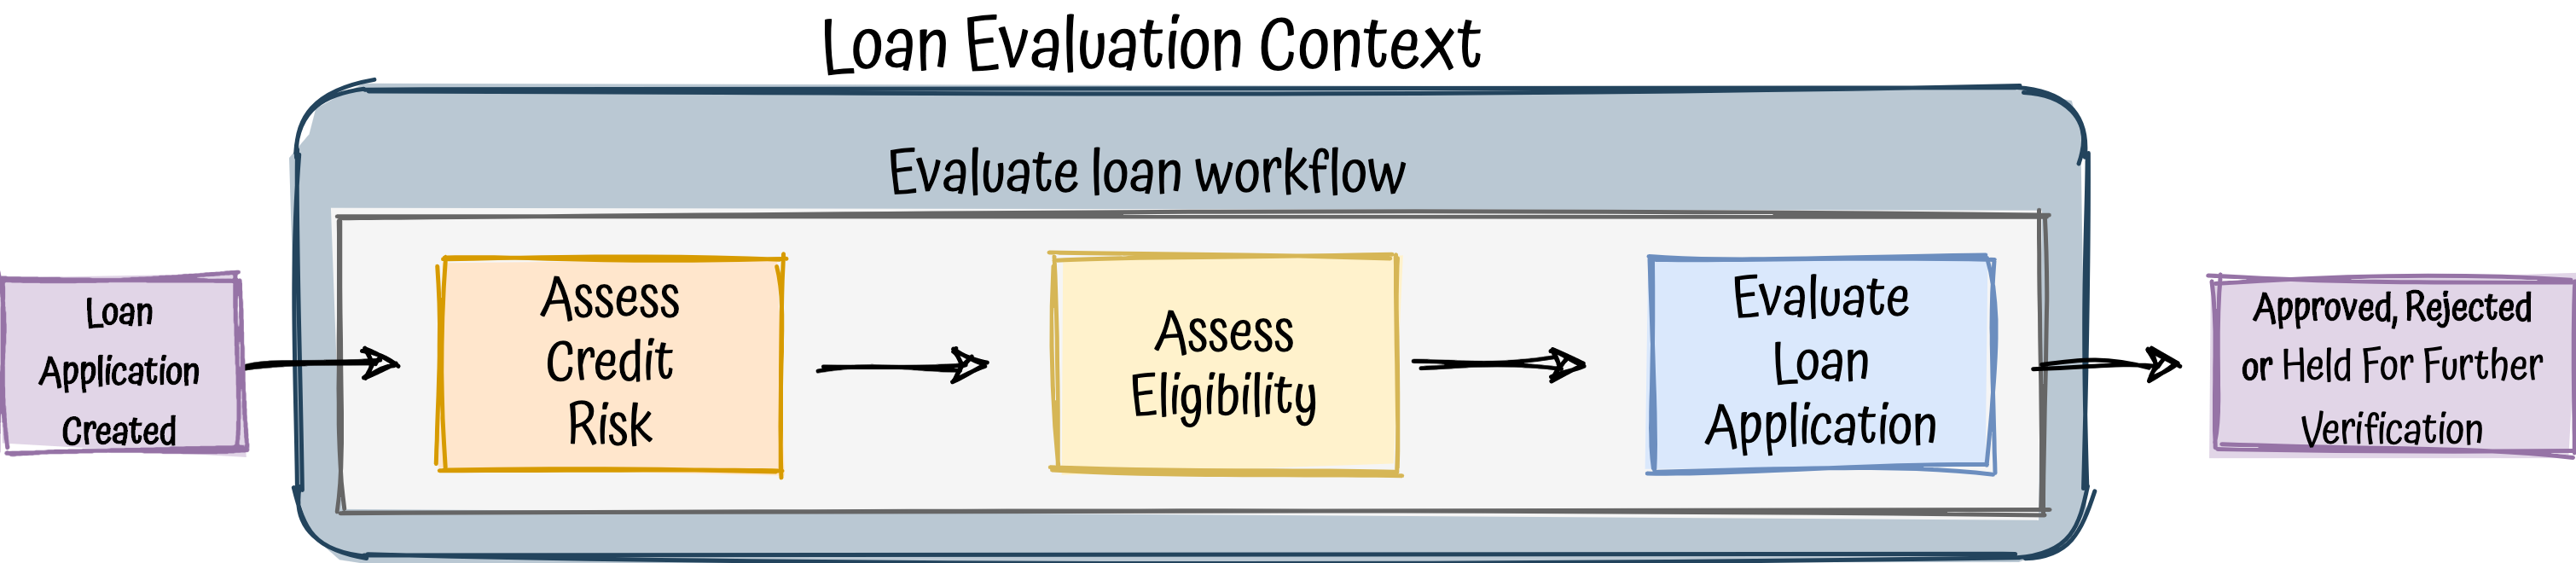 Loan Evaluation Context
Evaluate loan workflow
Loan
Application
Created
Assess
Credit
Risk
Assess
Eligibility
Evaluate
Loan
Application
Approved, Rejected
or Held For Further
Verification